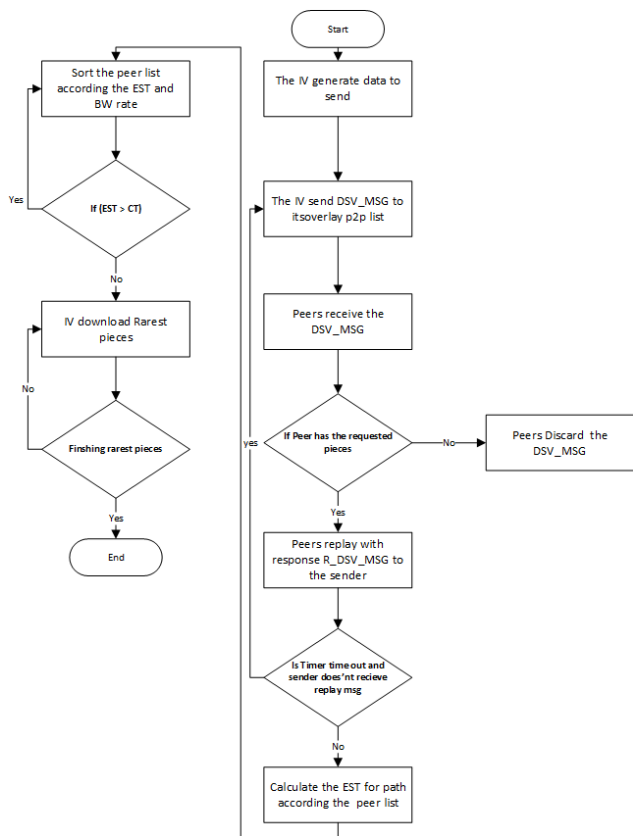 Start
The IV generate data to
send
The IV send DSV_MSG to
itsoverlay p2p list
Peers receive the
DSV_MSG
If Peer has the requested
pieces
No
Peers Discard the
DSV_MSG
Yes
Peers replay with
response R_DSV_MSG to
the sender
yes
Is Timer time out and
sender does'nt recieve
replay msg
No
Calculate the EST for path
according the peer list
Sort the peer list
according the EST and
BW rate
Yes
If (EST > CT)
No
IV download Rarest
pieces
No
Finshing rarest pieces
Yes
End